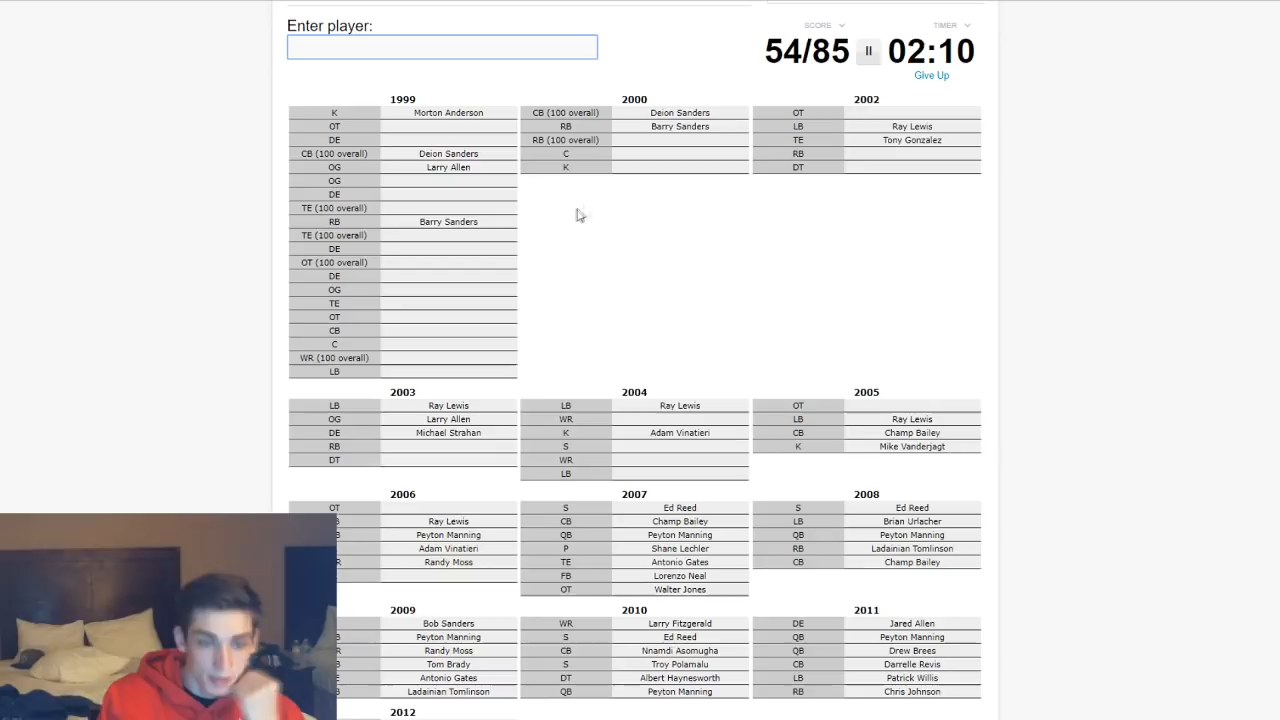 Enter player:
SCORE TIMER
54/85 02:10
Give Up
1999
K Morton Anderson
OT
DE
CB (100 overall) Deion Sanders
OG Larry Allen
OG
DE
TE (100 overall)
RB Barry Sanders
TE (100 overall)
DE
OT (100 overall)
DE
OG
TE
OT
CB
C
WR (100 overall)
LB
2000
CB (100 overall) Deion Sanders
RB Barry Sanders
RB (100 overall)
C
K
2002
OT
LB Ray Lewis
TE Tony Gonzalez
RB
DT
2003
LB Ray Lewis
OG Larry Allen
DE Michael Strahan
RB
DT
2004
LB Ray Lewis
WR
K Adam Vinatieri
S
WR
LB
2005
OT
LB Ray Lewis
CB Champ Bailey
K Mike Vanderjagt
2006
OT
Ray Lewis
Peyton Manning
Adam Vinatieri
Randy Moss
2007
S Ed Reed
CB Champ Bailey
QB Peyton Manning
P Shane Lechler
TE Antonio Gates
FB Lorenzo Neal
OT Walter Jones
2008
S Ed Reed
LB Brian Urlacher
QB Peyton Manning
RB Ladainian Tomlinson
CB Champ Bailey
2009
Bob Sanders
Peyton Manning
Randy Moss
Tom Brady
Antonio Gates
Ladainian Tomlinson
2010
WR Larry Fitzgerald
S Ed Reed
CB Nnamdi Asomugha
S Troy Polamalu
DT Albert Haynesworth
QB Peyton Manning
2011
DE Jared Allen
QB Peyton Manning
QB Drew Brees
CB Darrelle Revis
LB Patrick Willis
RB Chris Johnson
2012